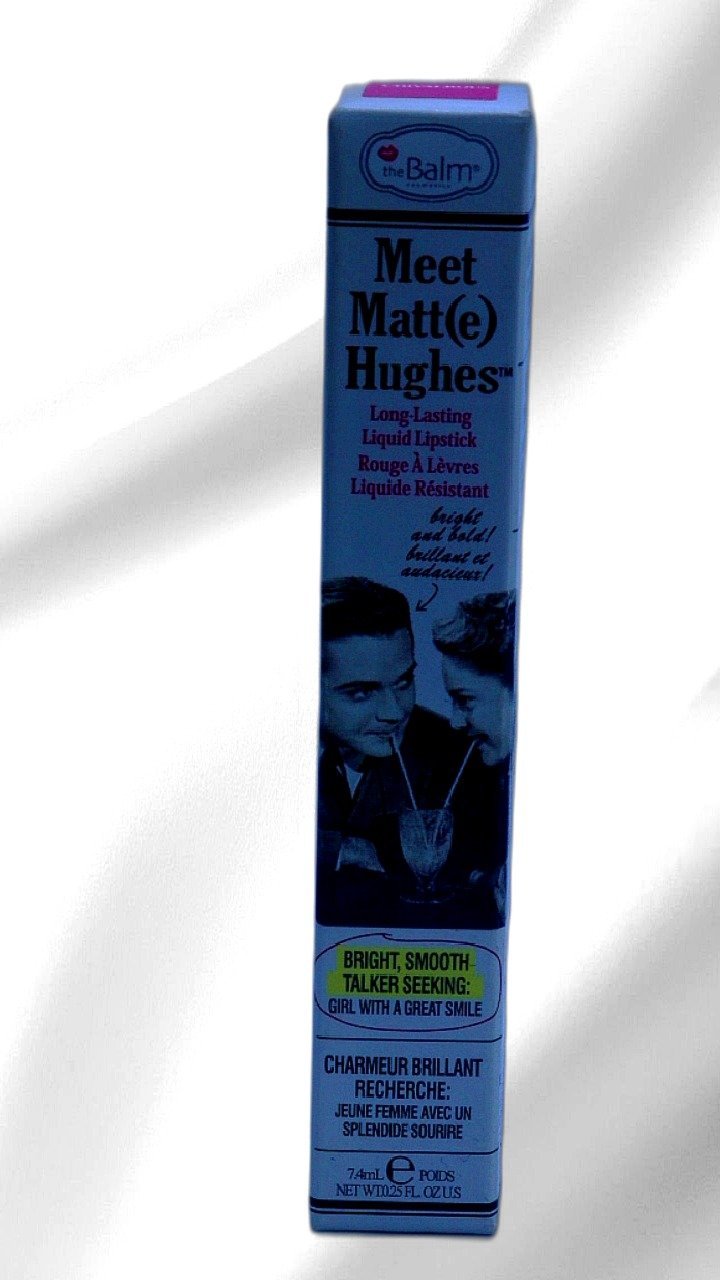 theBalm®
cosmetics
Meet
Matt(e)
Hughes™
Long-Lasting
Liquid Lipstick
Rouge À Lèvres
Liquide Résistant
bright
and bold!
brillant et
audacieux!
BRIGHT, SMOOTH-
TALKER SEEKING:
GIRL WITH A GREAT SMILE
CHARMEUR BRILLANT
RECHERCHE:
JEUNE FEMME AVEC UN
SPLENDIDE SOURIRE
7.4mL e POIDS
NET WT.0.25 FL. OZ U.S